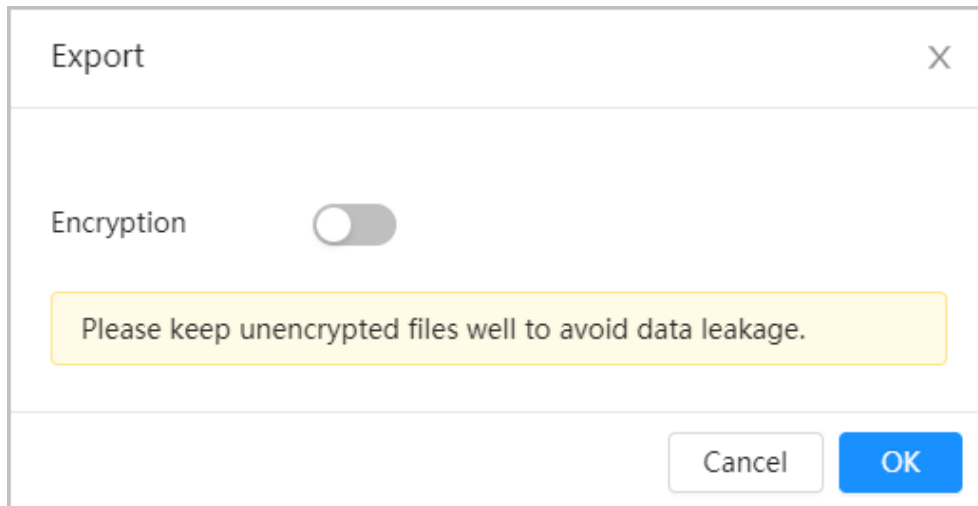 Export
Encryption
Please keep unencrypted files well to avoid data leakage.
Cancel OK